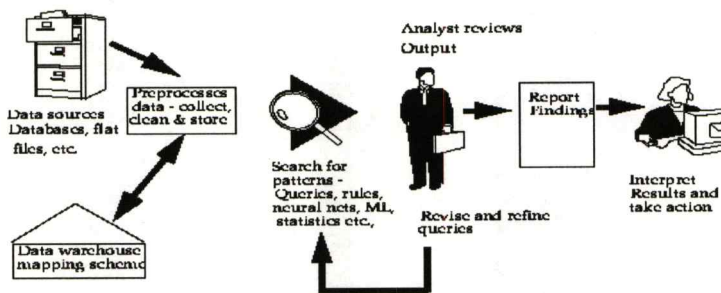 Data sources
Databases, flat
files, etc.
Preprocesses
data - collect,
clean & store
Data warehouse
mapping scheme
Search for
patterns -
Queries, rules,
neural nets, ML,
statistics etc.,
Analyst reviews
Output
Revise and refine
queries
Report
Findings
Interpret
Results and
take action